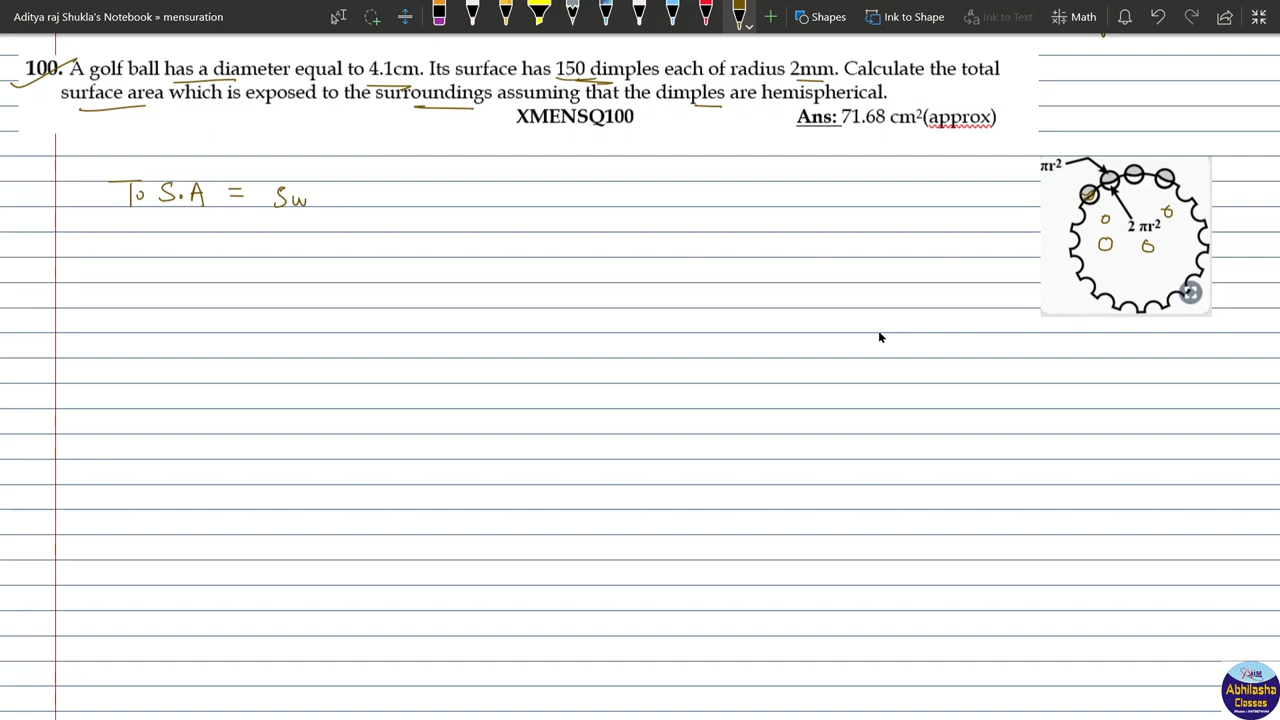 Aditya raj Shukla's Notebook » mensuration
Shapes
Ink to Shape
Ink to Text
Math
100. A golf ball has a diameter equal to 4.1cm. Its surface has 150 dimples each of radius 2mm. Calculate the total
surface area which is exposed to the surroundings assuming that the dimples are hemispherical.
XMENSQ100 Ans: 71.68 cm²(approx)
πr²
2 πr²
To S.A =
Abhilasha
Classes